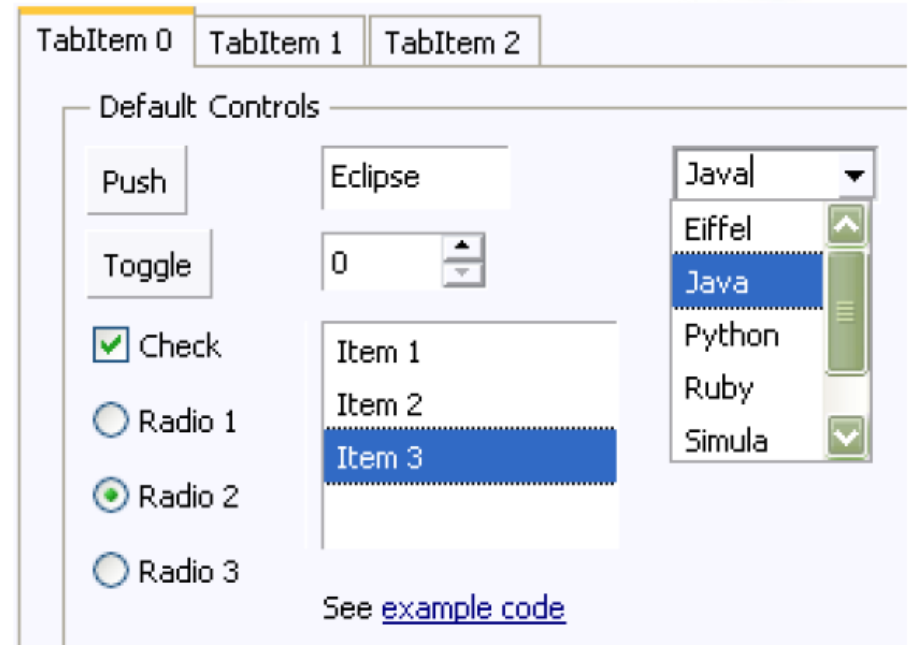 TabItem 0
TabItem 1
TabItem 2
Default Controls
Push
Toggle
Check
Radio 1
Radio 2
Radio 3
Eclipse
0
Item 1
Item 2
Item 3
See example code
Java
Eiffel
Java
Python
Ruby
Simula